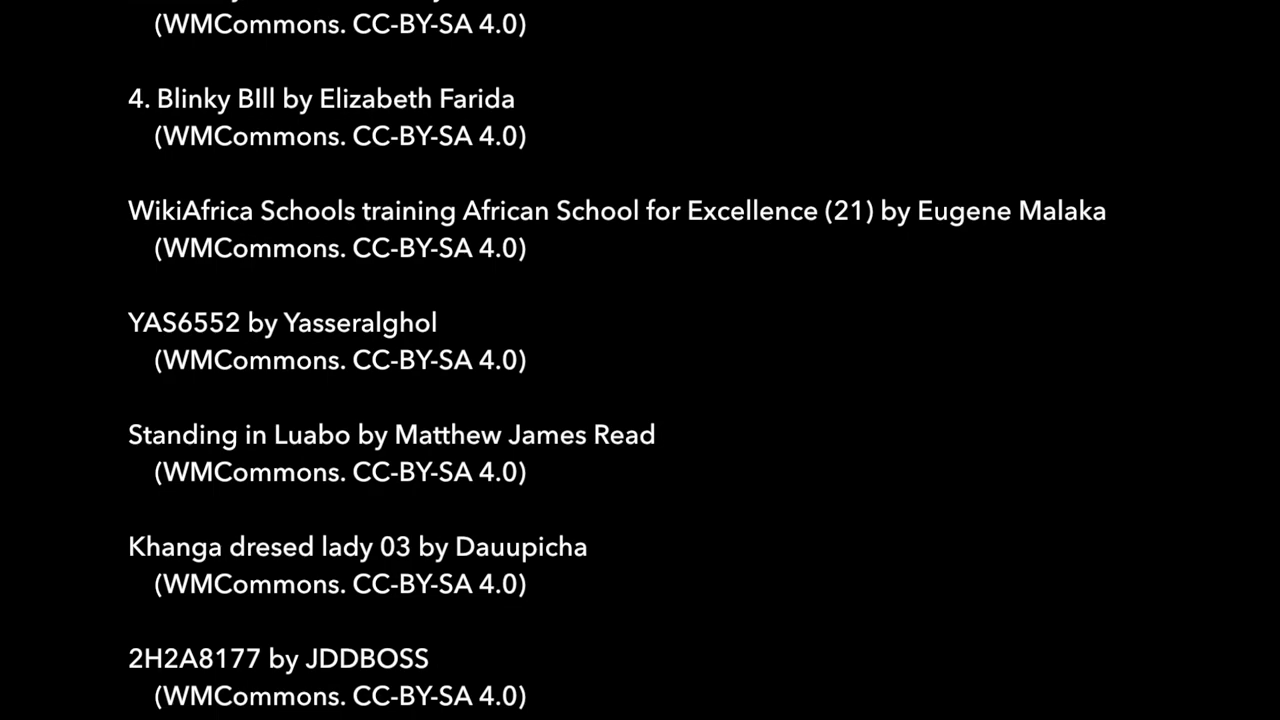 (WMCommons. CC-BY-SA 4.0)
4. Blinky BIll by Elizabeth Farida
(WMCommons. CC-BY-SA 4.0)
WikiAfrica Schools training African School for Excellence (21) by Eugene Malaka
(WMCommons. CC-BY-SA 4.0)
YAS6552 by Yasseralghol
(WMCommons. CC-BY-SA 4.0)
Standing in Luabo by Matthew James Read
(WMCommons. CC-BY-SA 4.0)
Khanga dresed lady 03 by Dauupicha
(WMCommons. CC-BY-SA 4.0)
2H2A8177 by JDDBOSS
(WMCommons. CC-BY-SA 4.0)